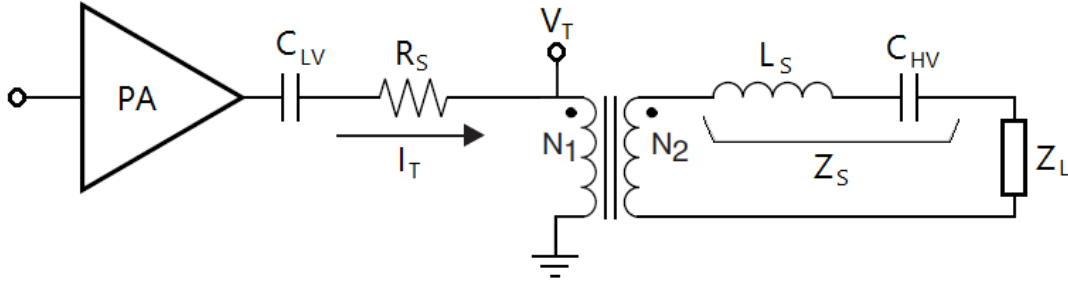 PA
C_LV
R_S
I_T
V_T
N_1
N_2
L_S
C_HV
Z_S
Z_L